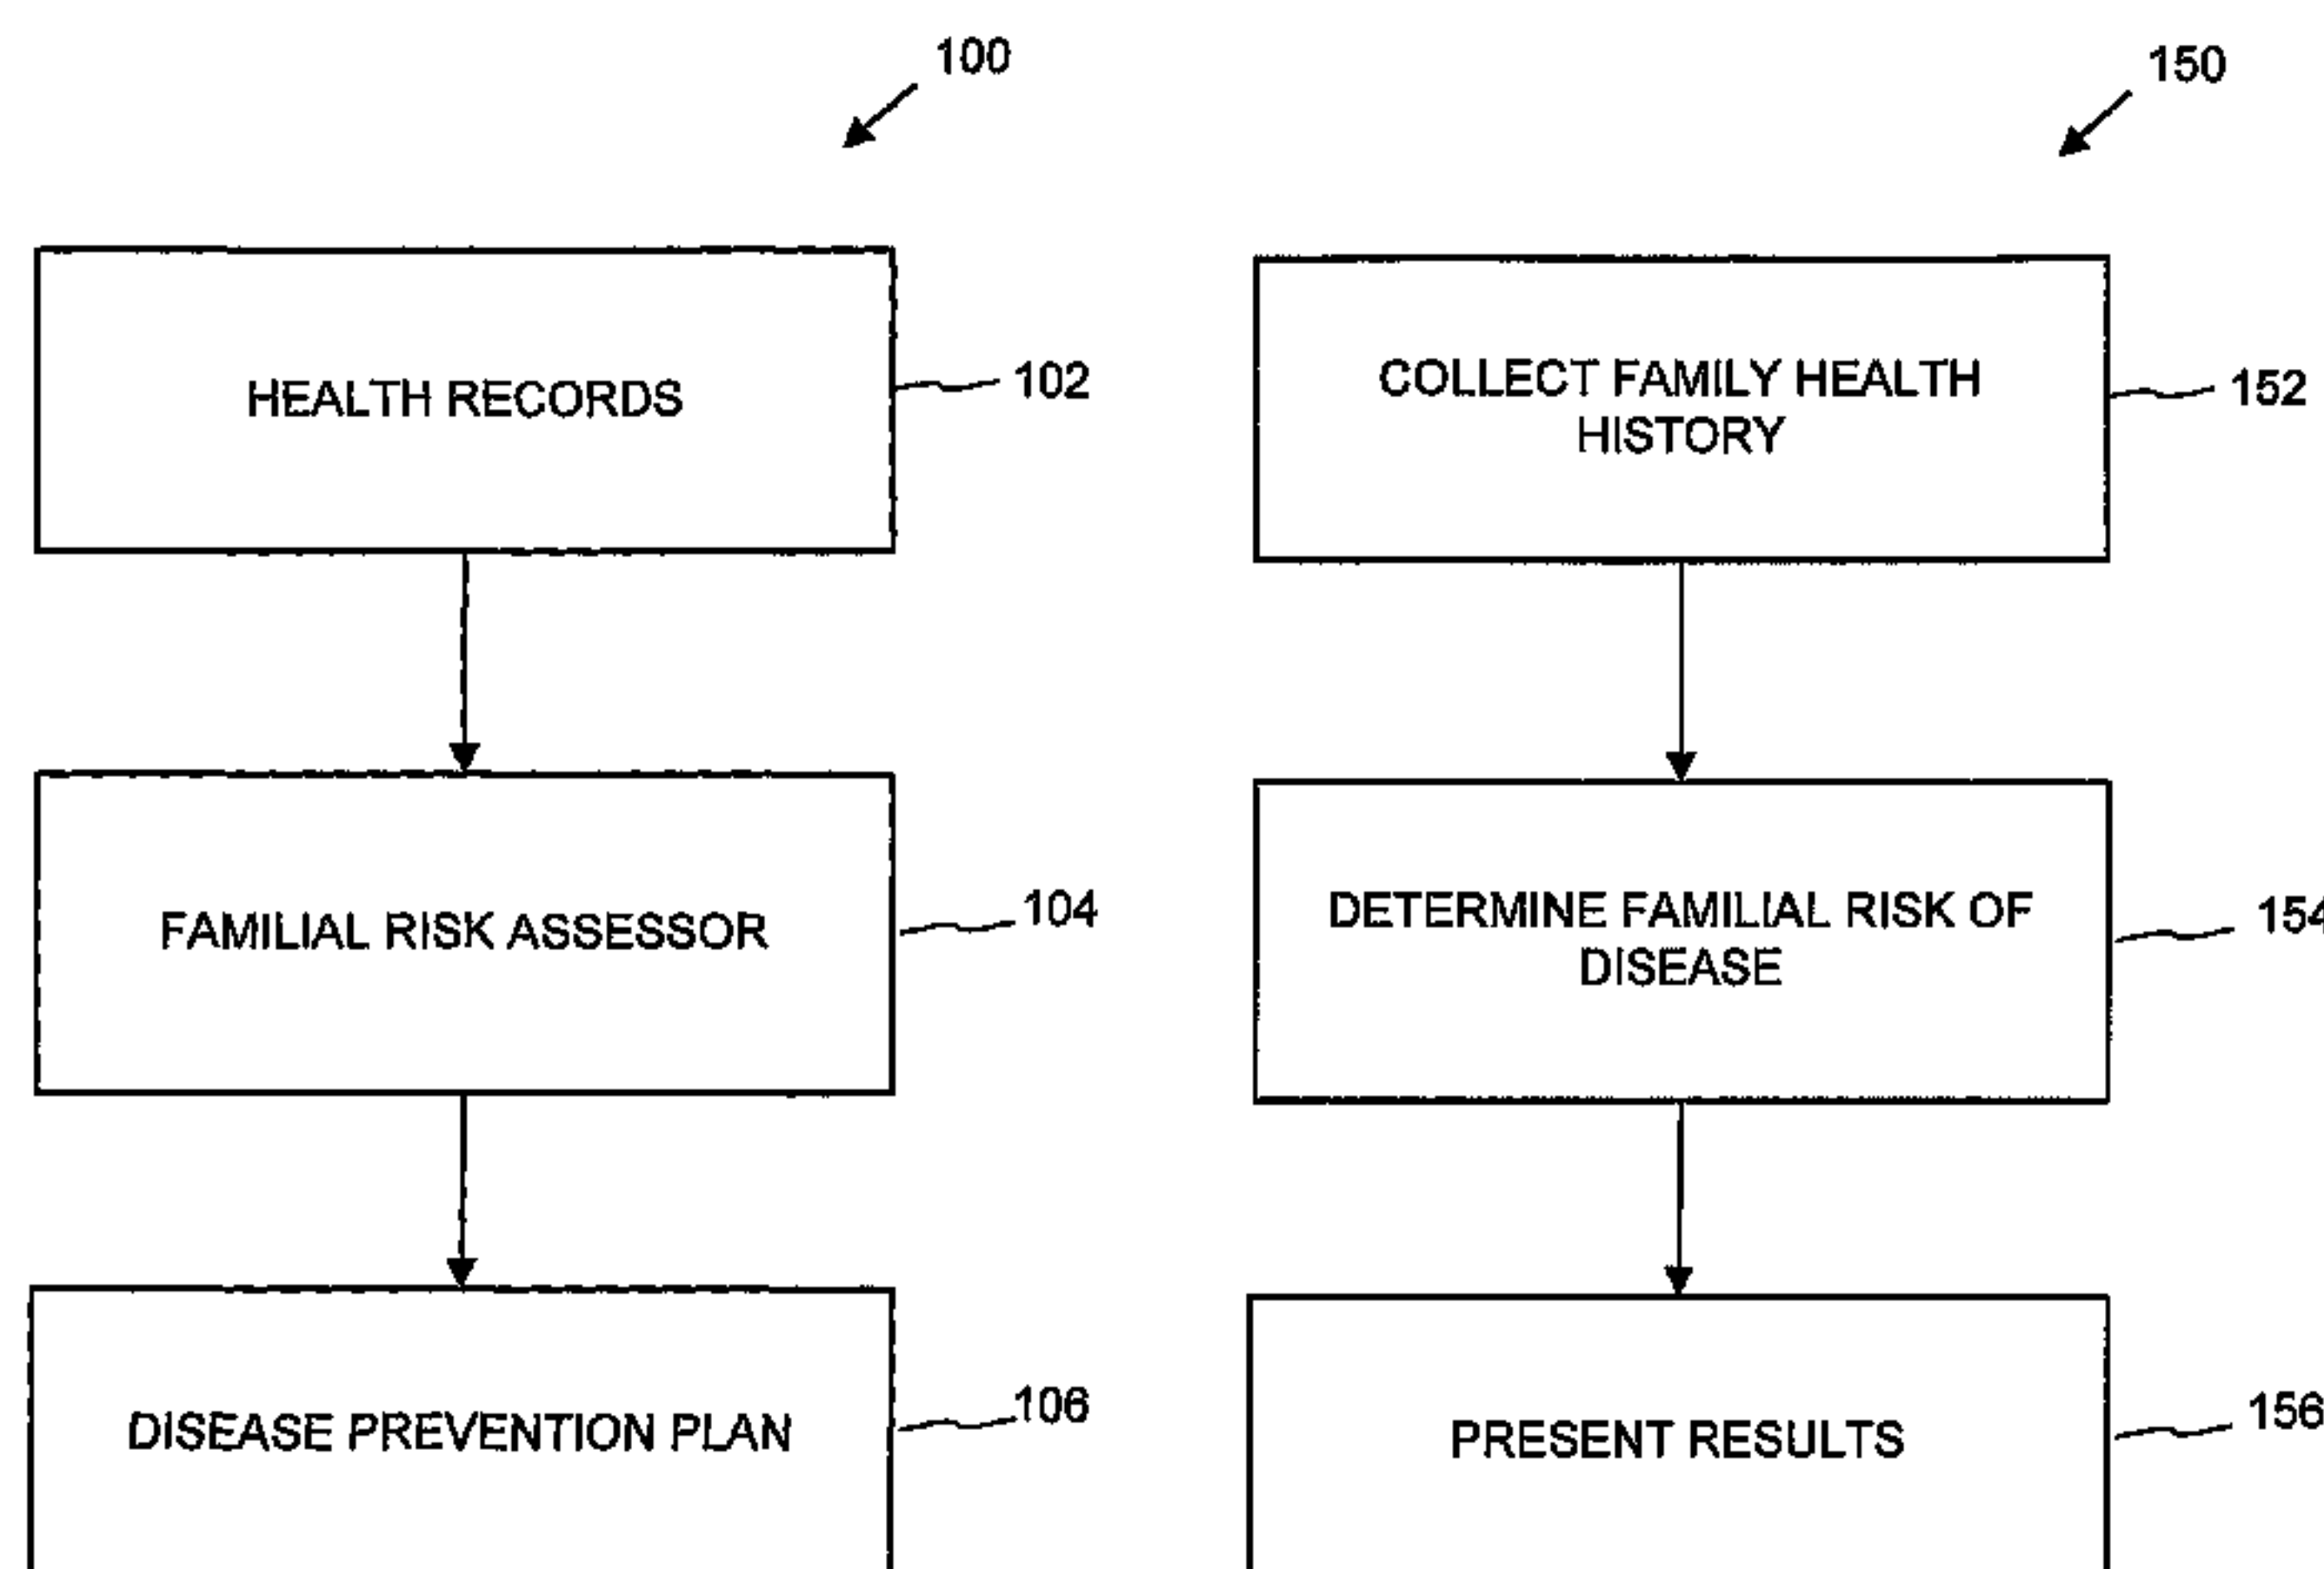 100
HEALTH RECORDS
102
FAMILIAL RISK ASSESSOR
104
DISEASE PREVENTION PLAN
106
150
COLLECT FAMILY HEALTH
HISTORY
152
DETERMINE FAMILIAL RISK OF
DISEASE
154
PRESENT RESULTS
156